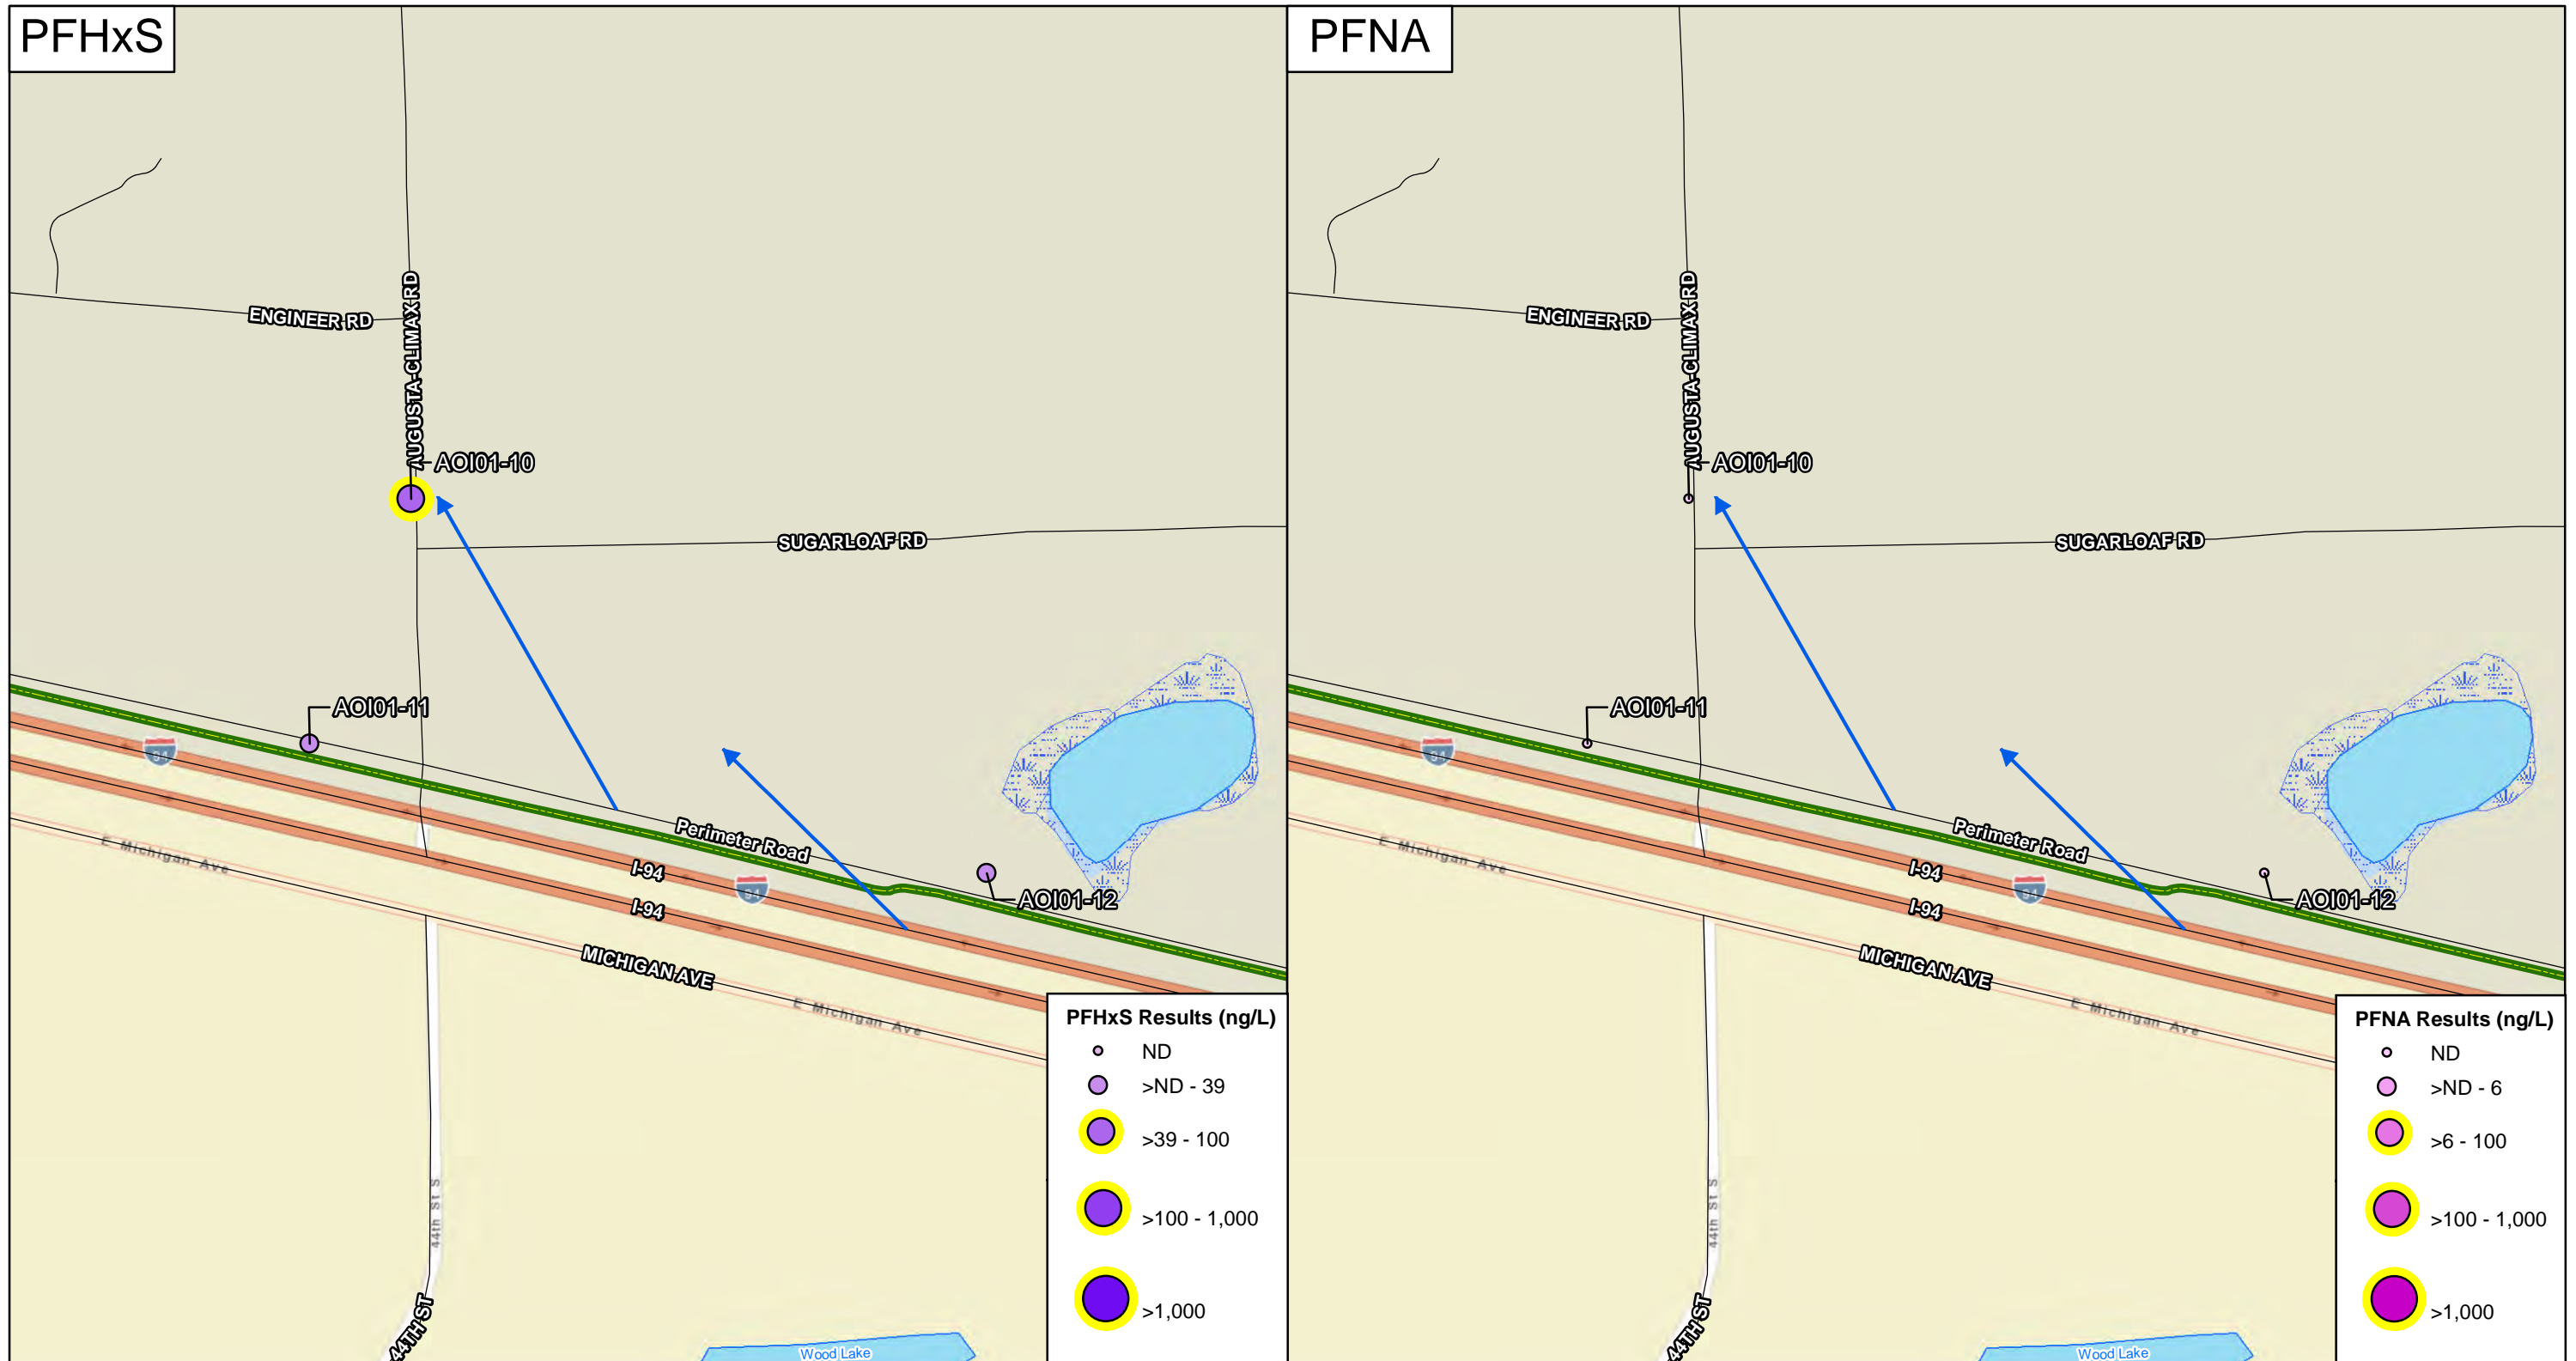 PFHxS
ENGINEER RD
AUGUSTA-CLIMAX RD
AOI01-10
SUGARLOAF RD
AOI01-11
94
Perimeter Road
E Michigan Ave
I-94
94
AOI01-12
I-94
MICHIGAN AVE
E Michigan Ave
44th St S
44TH ST
Wood Lake
PFHxS Results (ng/L)
ND
>ND - 39
>39 - 100
>100 - 1,000
>1,000
PFNA
ENGINEER RD
AUGUSTA-CLIMAX RD
AOI01-10
SUGARLOAF RD
AOI01-11
94
Perimeter Road
E Michigan Ave
I-94
94
AOI01-12
I-94
MICHIGAN AVE
E Michigan Ave
44th St S
44TH ST
Wood Lake
PFNA Results (ng/L)
ND
>ND - 6
>6 - 100
>100 - 1,000
>1,000